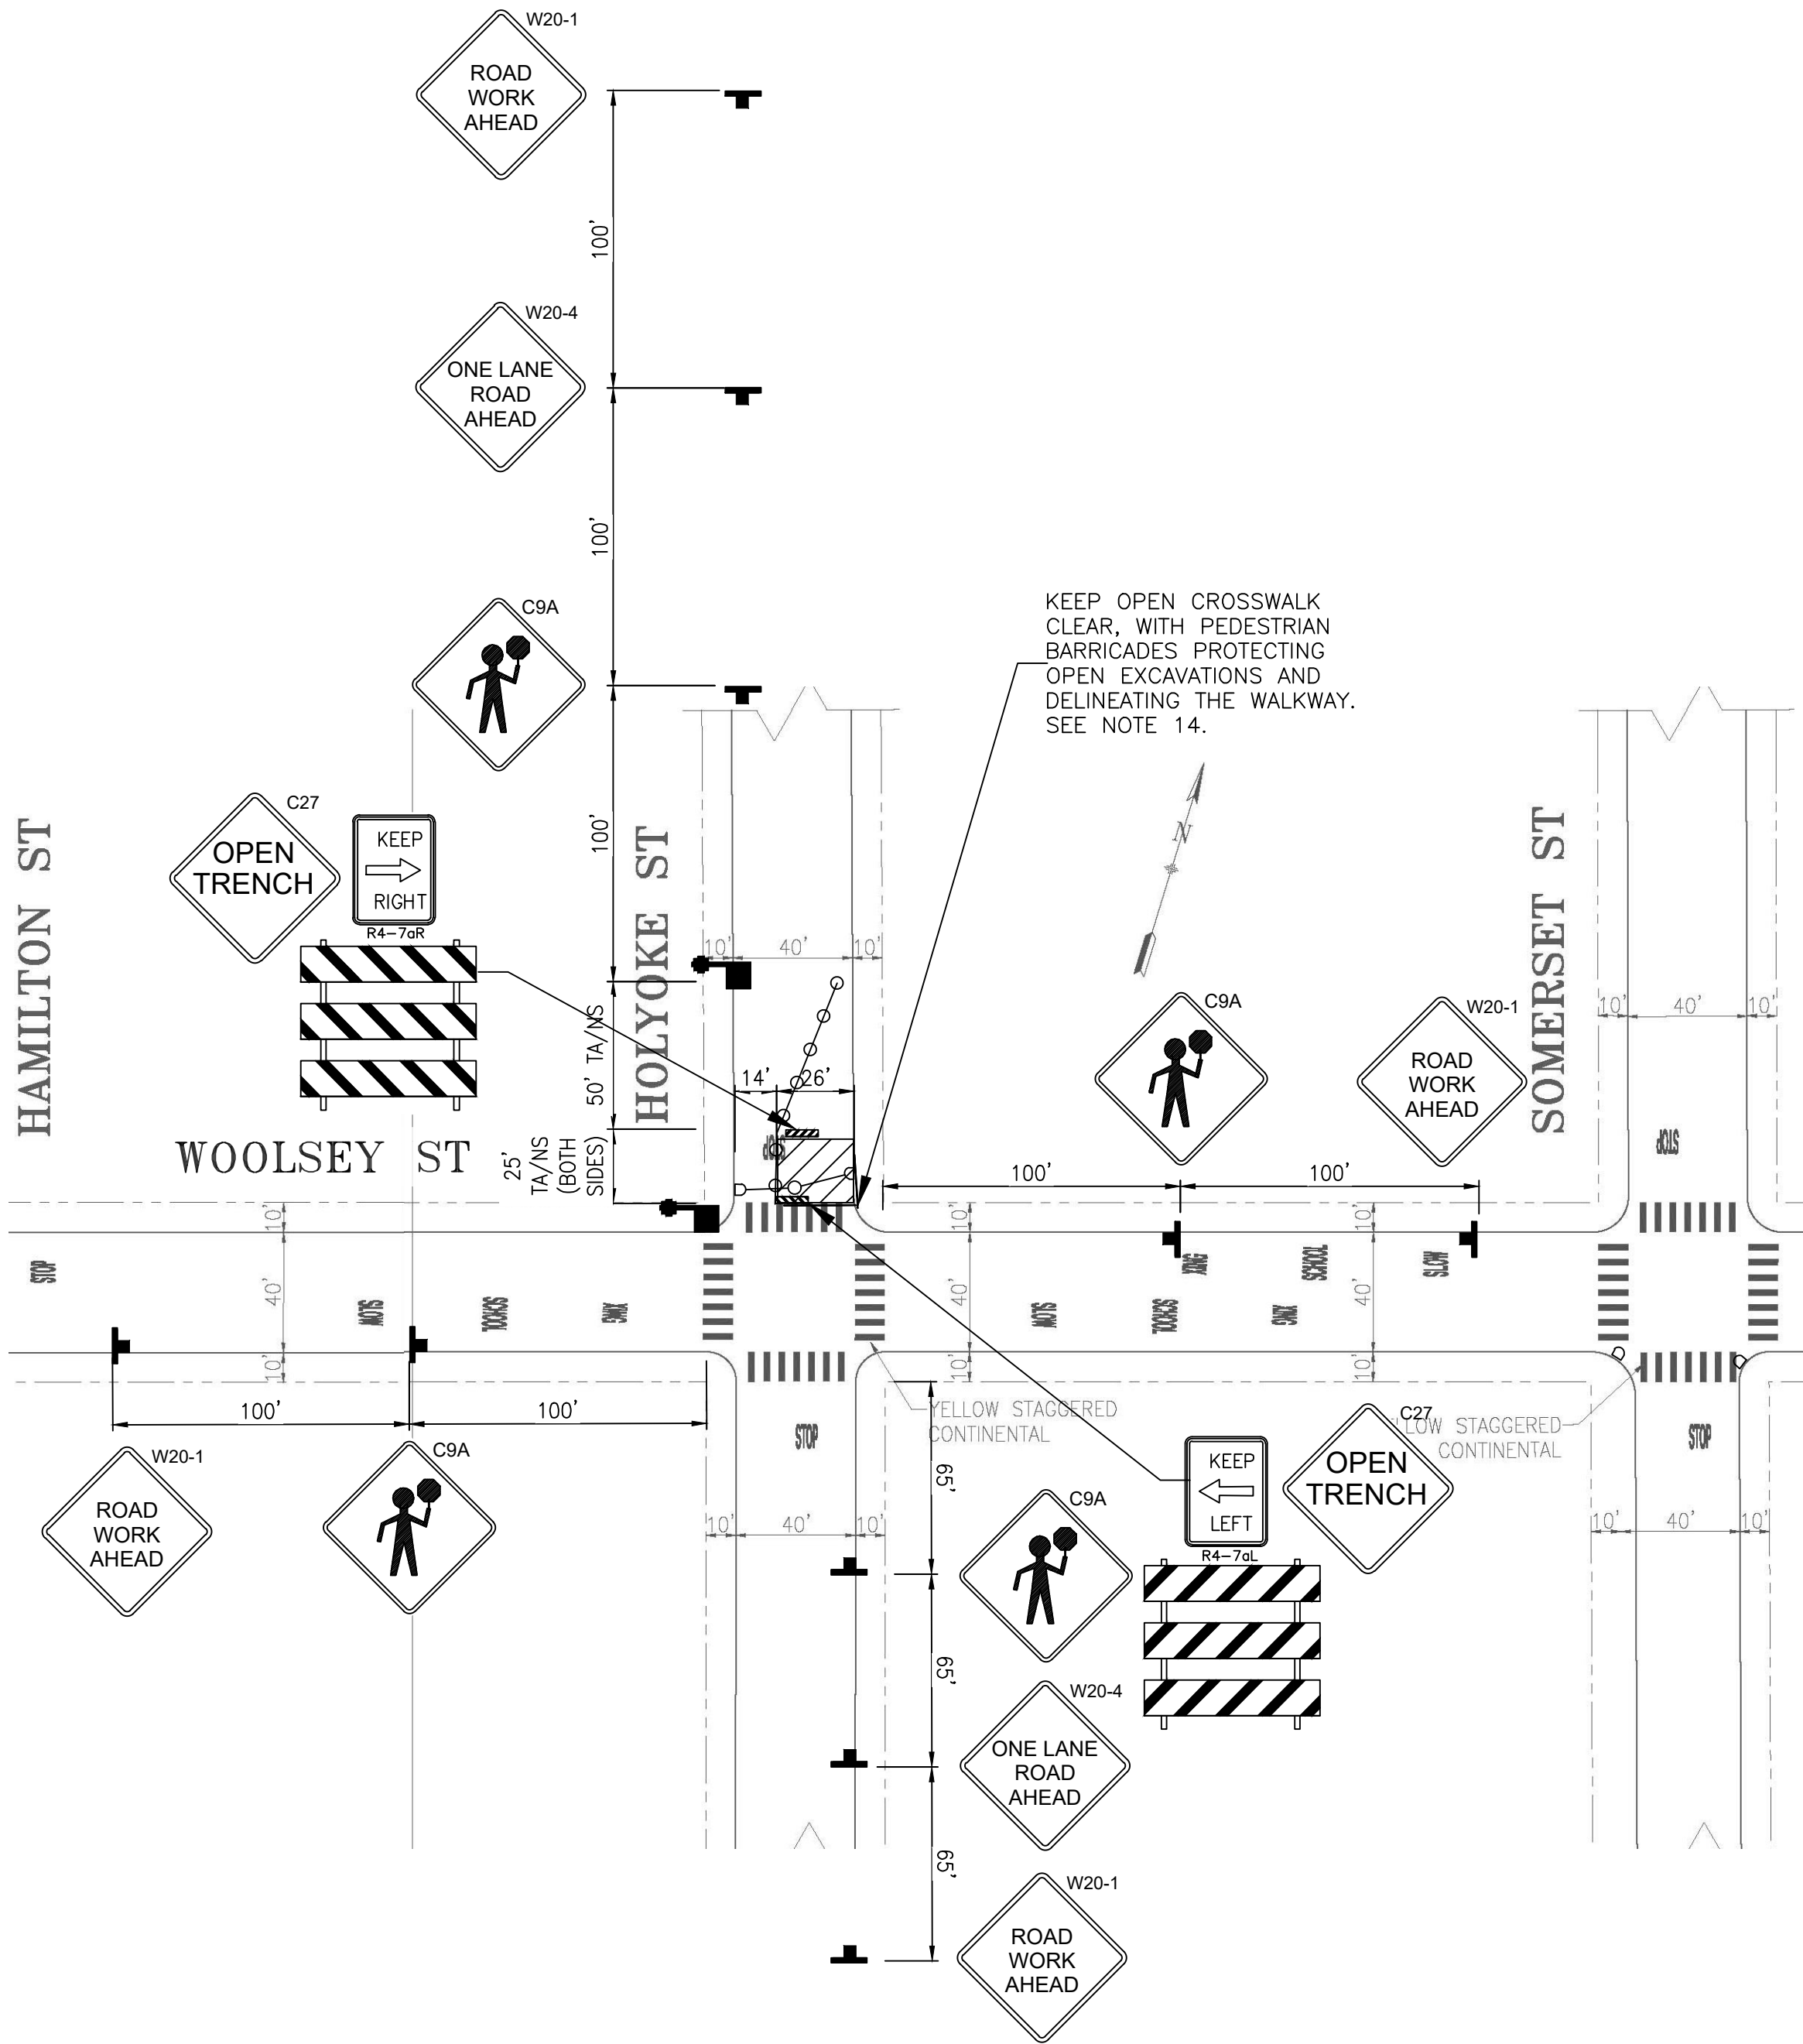 W20-1
ROAD
WORK
AHEAD
100'
W20-4
ONE LANE
ROAD
AHEAD
100'
C9A
KEEP OPEN CROSSWALK
CLEAR, WITH PEDESTRIAN
BARRICADES PROTECTING
OPEN EXCAVATIONS AND
DELINEATING THE WALKWAY.
SEE NOTE 14.
100'
C27
OPEN
TRENCH
KEEP
RIGHT
R4-7aR
HAMILTON ST
HOLYOKE ST
SOMERSET ST
WOOLSEY ST
N
10' 40' 10'
10' 40' 10'
50' TA/NS
14' 26'
25'
TA/NS
(BOTH
SIDES)
STOP
C9A
W20-1
ROAD
WORK
AHEAD
STOP
100' 100'
10' 10' 10'
40' 40' 40'
10' 10' 10'
STOP
SLOW
SCHOOL
XING
SLOW
SCHOOL
XING
XING
SCHOOL
SLOW
100' 100'
YELLOW STAGGERED
CONTINENTAL
LOW STAGGERED
CONTINENTAL
STOP
STOP
W20-1
ROAD
WORK
AHEAD
C9A
65'
10' 40' 10'
10' 40' 10'
C9A
KEEP
LEFT
R4-7aL
C27
OPEN
TRENCH
65'
W20-4
ONE LANE
ROAD
AHEAD
65'
W20-1
ROAD
WORK
AHEAD